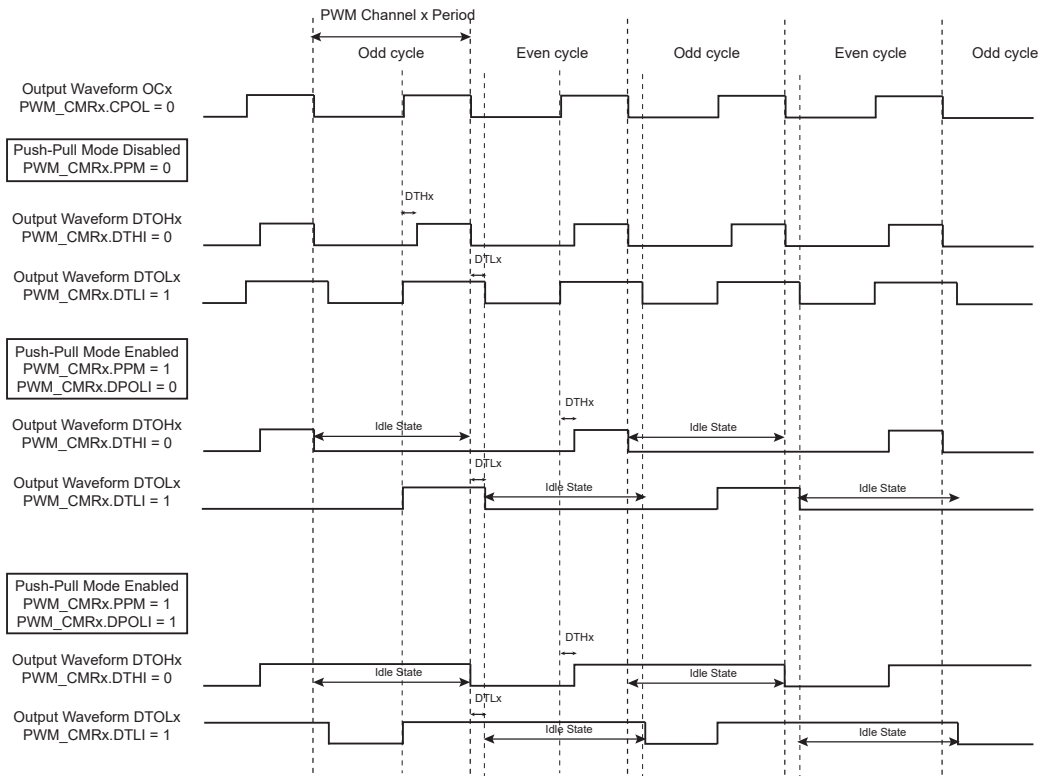 PWM Channel x Period
Odd cycle
Even cycle
Odd cycle
Even cycle
Odd cycle
Output Waveform OCx
PWM_CMRx.CPOL = 0
Push-Pull Mode Disabled
PWM_CMRx.PPM = 0
DTHx
Output Waveform DTOHx
PWM_CMRx.DTHI = 0
DTLx
Output Waveform DTOLx
PWM_CMRx.DTLI = 1
Push-Pull Mode Enabled
PWM_CMRx.PPM = 1
PWM_CMRx.DPOLI = 0
DTHx
Output Waveform DTOHx
PWM_CMRx.DTHI = 0
Idle State
Idle State
DTLx
Output Waveform DTOLx
PWM_CMRx.DTLI = 1
Idle State
Idle State
Push-Pull Mode Enabled
PWM_CMRx.PPM = 1
PWM_CMRx.DPOLI = 1
DTHx
Output Waveform DTOHx
PWM_CMRx.DTHI = 0
Idle State
Idle State
DTLx
Output Waveform DTOLx
PWM_CMRx.DTLI = 1
Idle State
Idle State